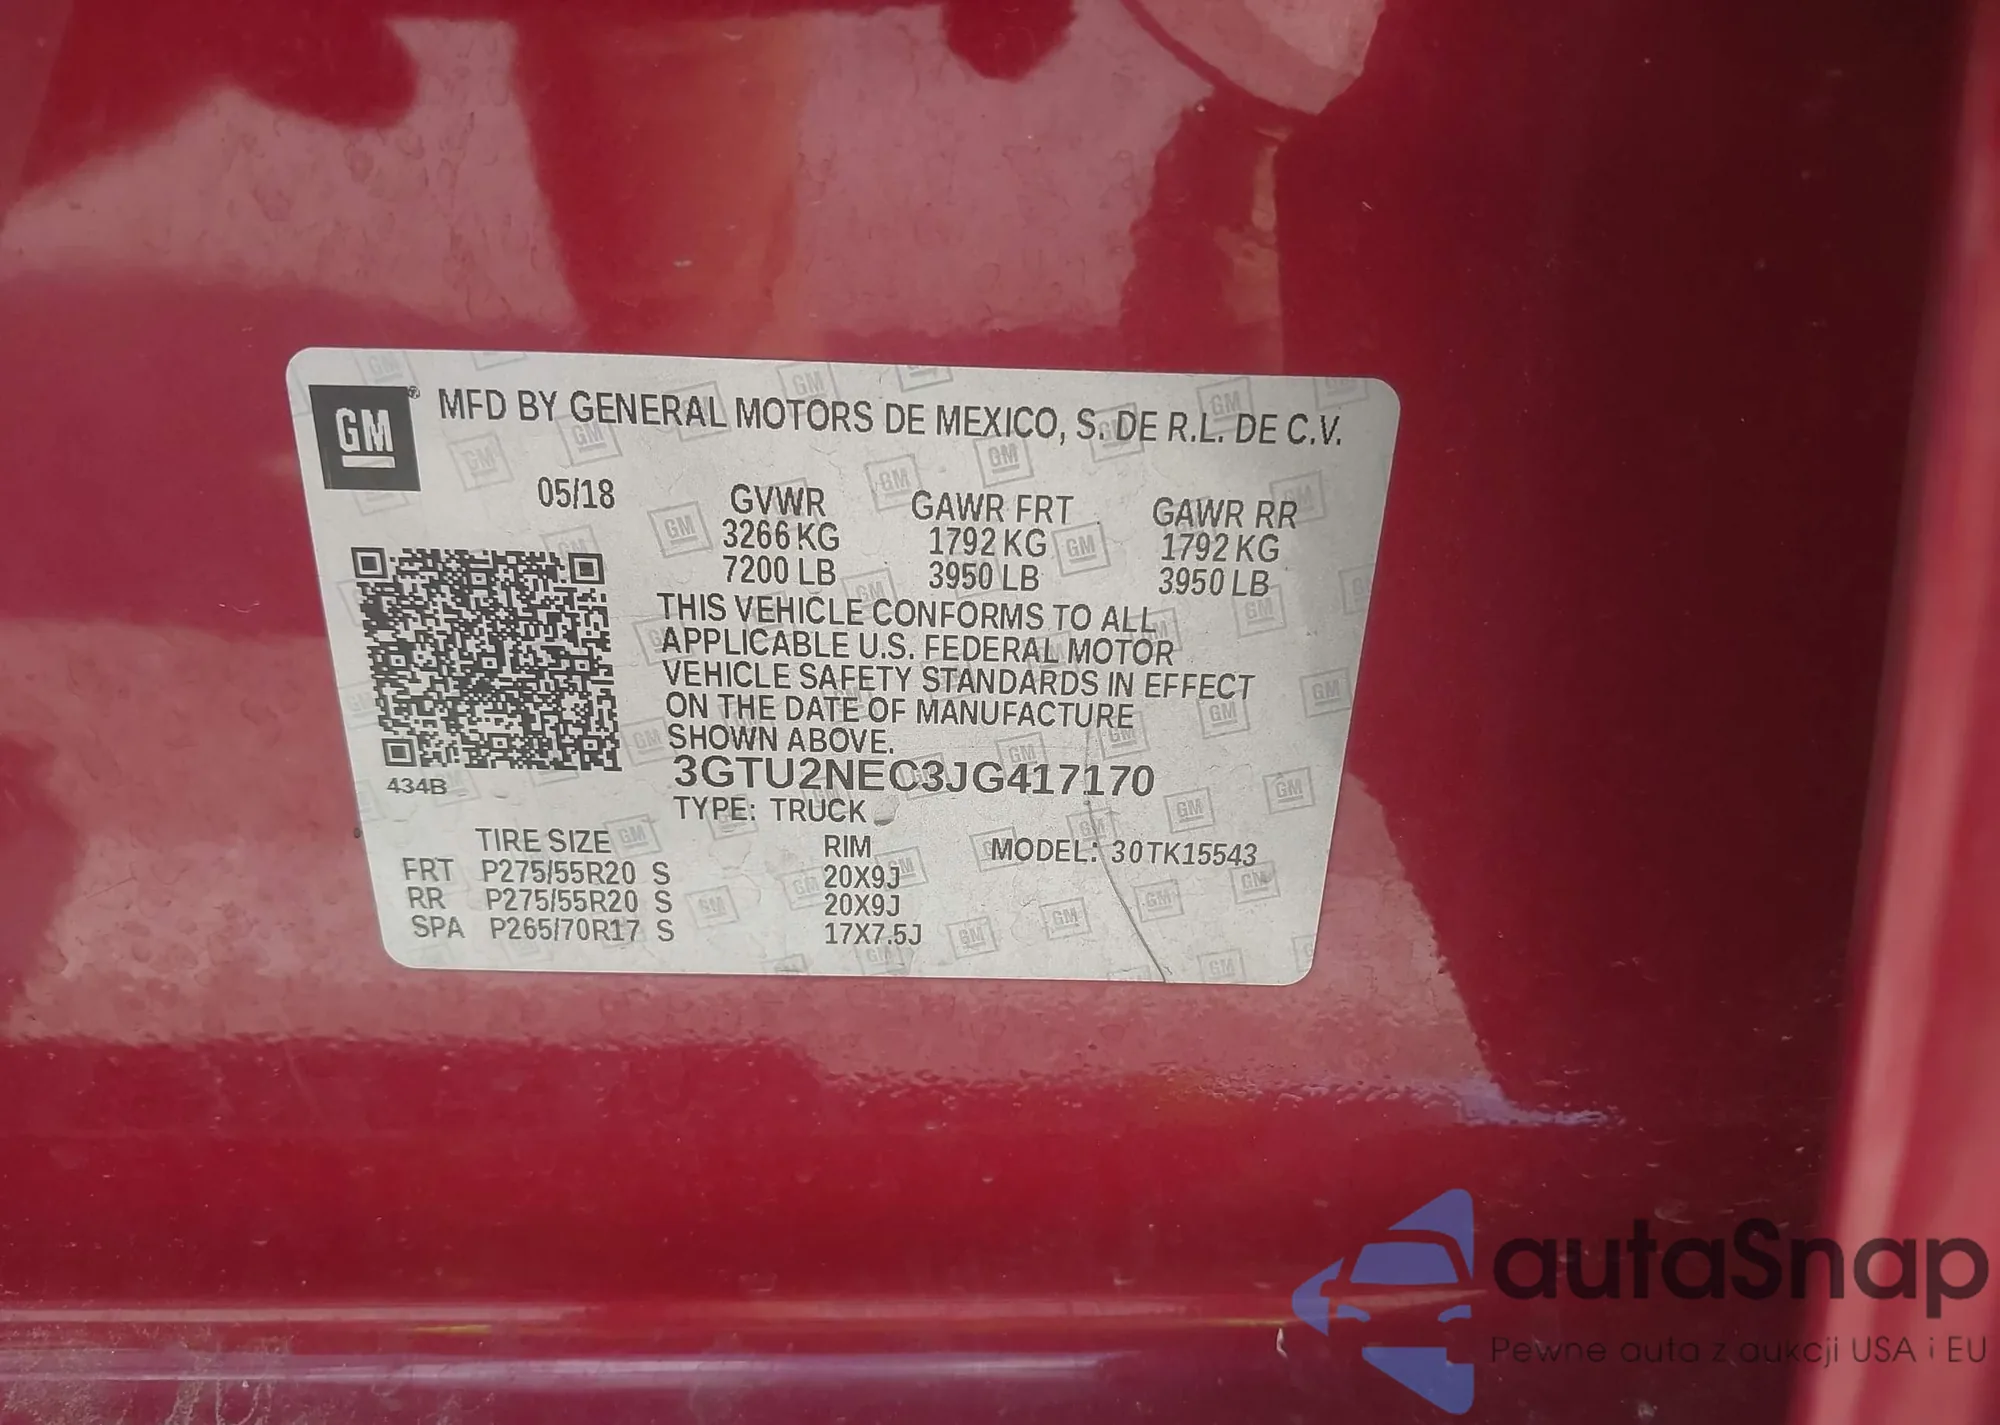 GM® MFD BY GENERAL MOTORS DE MEXICO, S. DE R.L. DE C.V.
05/18 GVWR GAWR FRT GAWR RR
3266 KG 1792 KG 1792 KG
7200 LB 3950 LB 3950 LB
THIS VEHICLE CONFORMS TO ALL
APPLICABLE U.S. FEDERAL MOTOR
VEHICLE SAFETY STANDARDS IN EFFECT
ON THE DATE OF MANUFACTURE
SHOWN ABOVE.
434B 3GTU2NEC3JG417170
TYPE: TRUCK
TIRE SIZE RIM MODEL: 30TK15543
FRT P275/55R20 S 20X9J
RR P275/55R20 S 20X9J
SPA P265/70R17 S 17X7.5J
autaSnap
Pewne auta z aukcji USA i EU